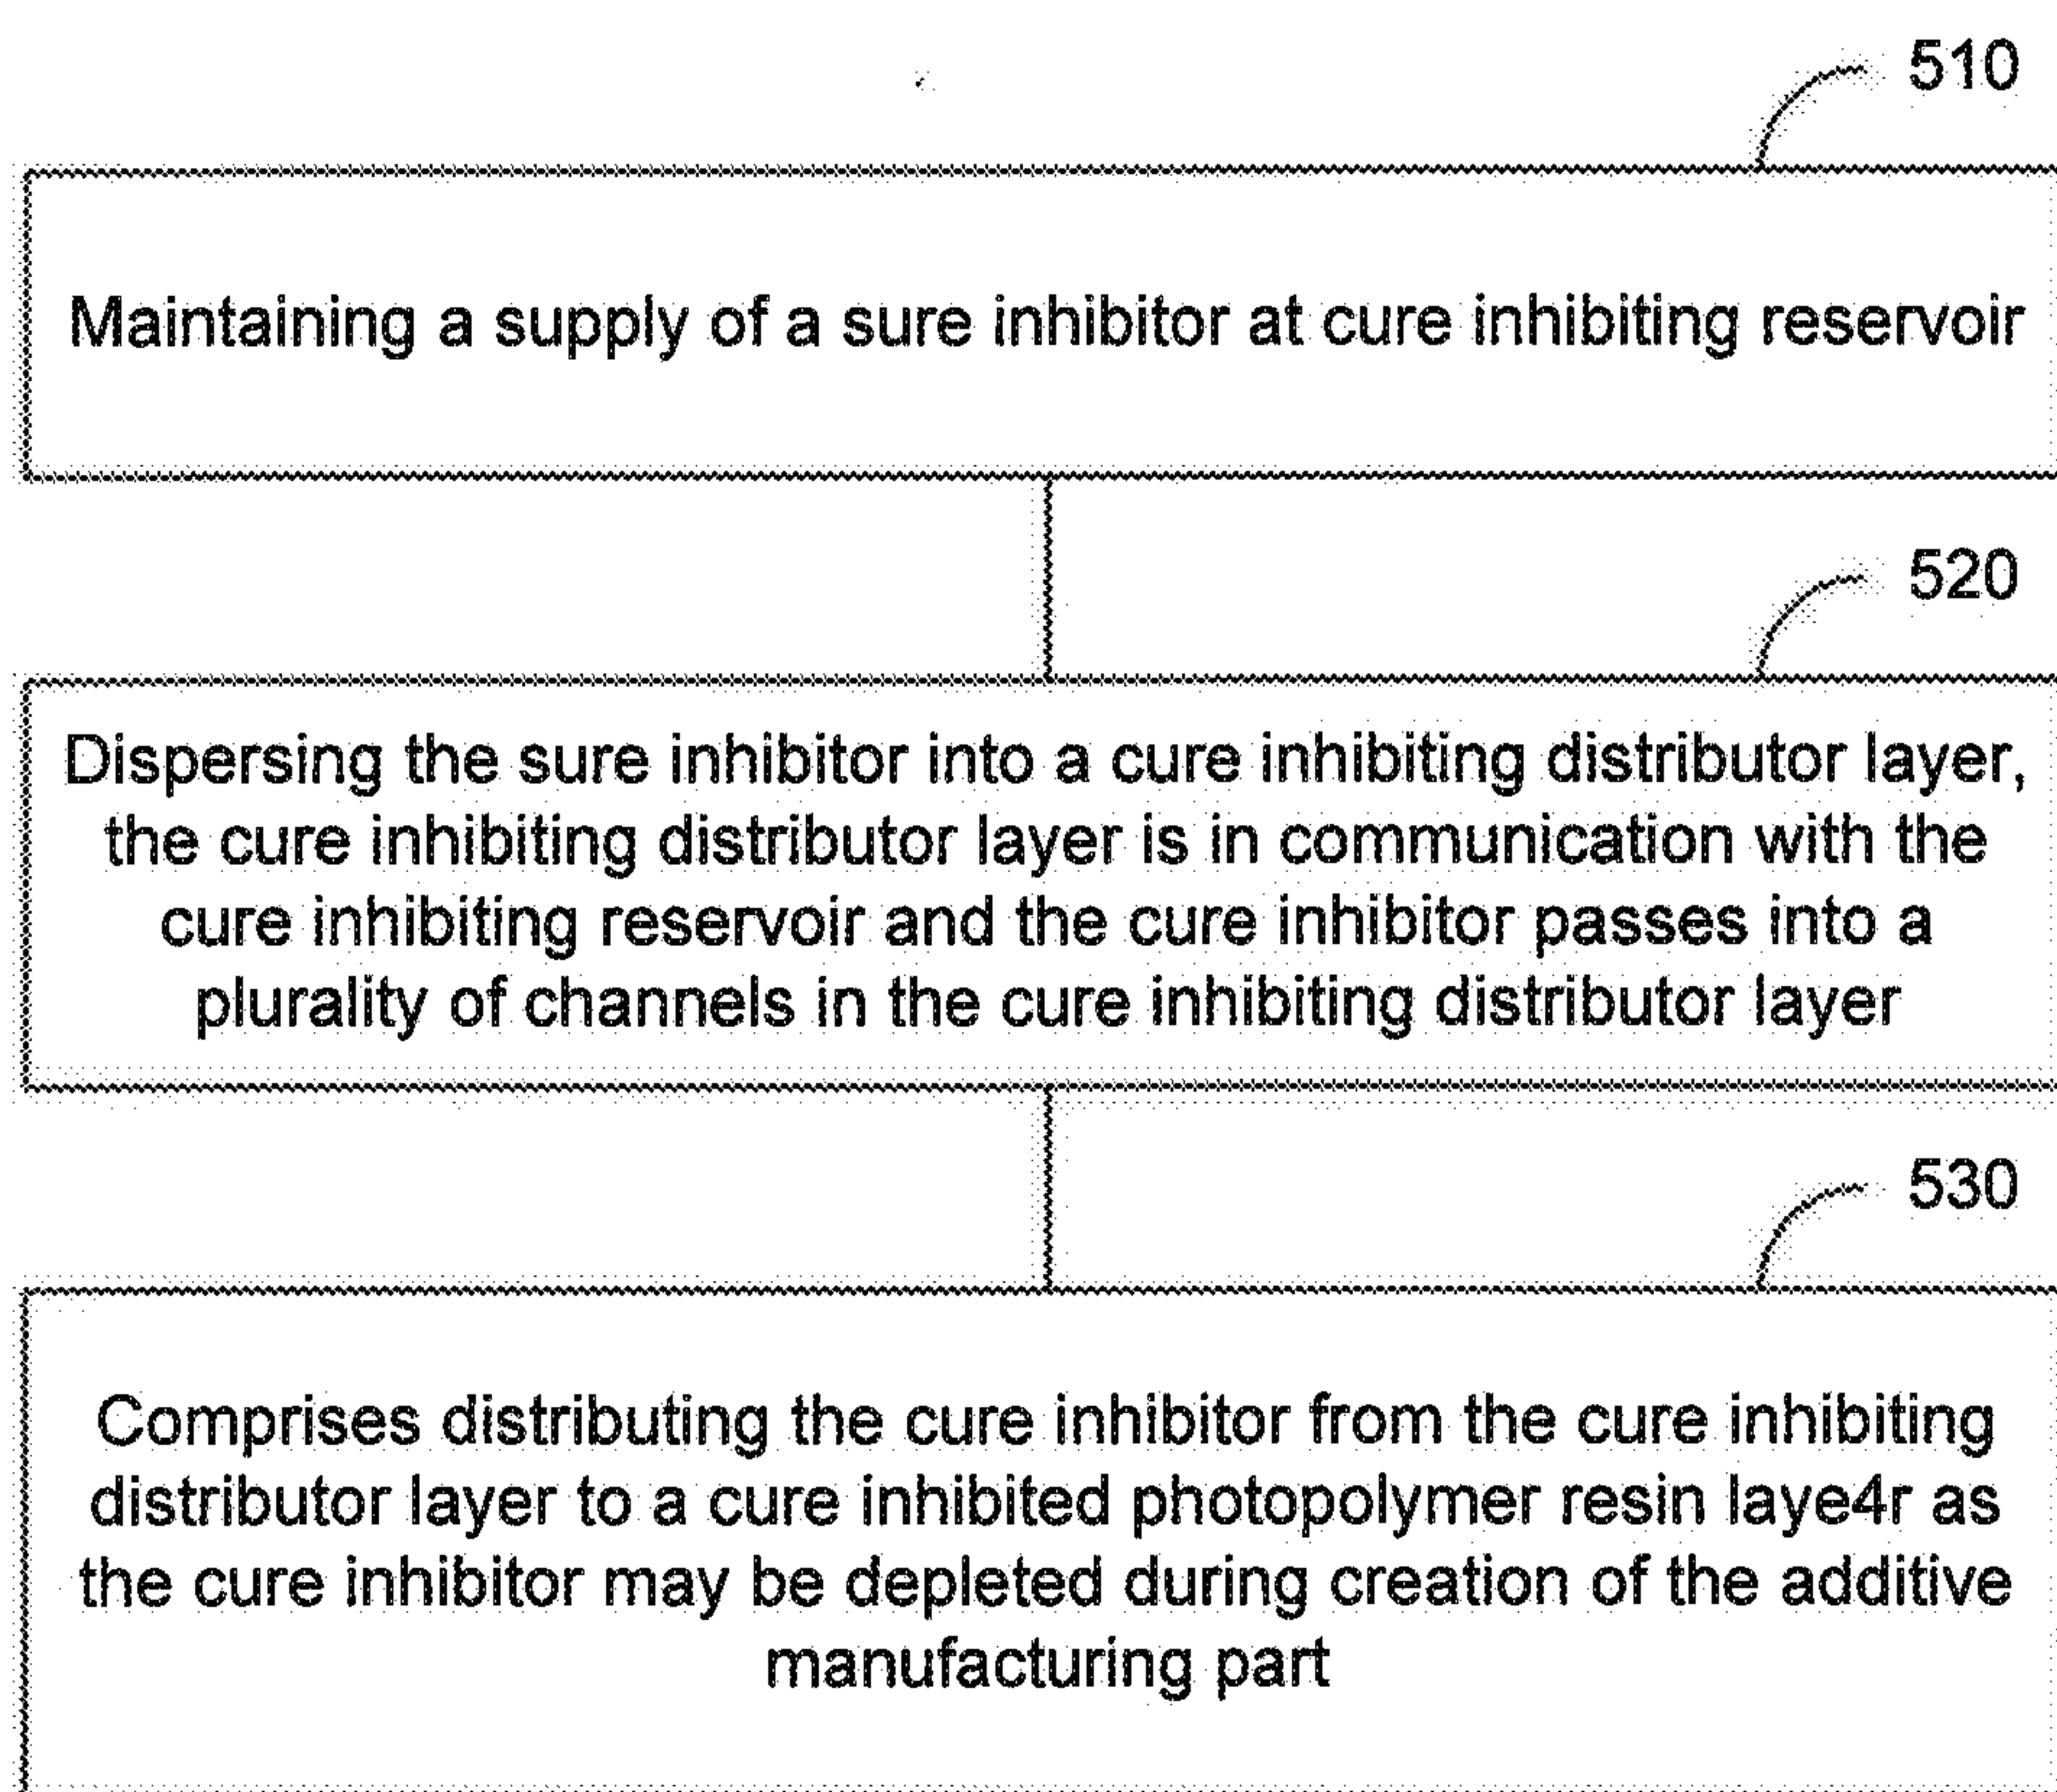 510
Maintaining a supply of a sure inhibitor at cure inhibiting reservoir
520
Dispersing the sure inhibitor into a cure inhibiting distributor layer,
the cure inhibiting distributor layer is in communication with the
cure inhibiting reservoir and the cure inhibitor passes into a
plurality of channels in the cure inhibiting distributor layer
530
Comprises distributing the cure inhibitor from the cure inhibiting
distributor layer to a cure inhibited photopolymer resin laye4r as
the cure inhibitor may be depleted during creation of the additive
manufacturing part